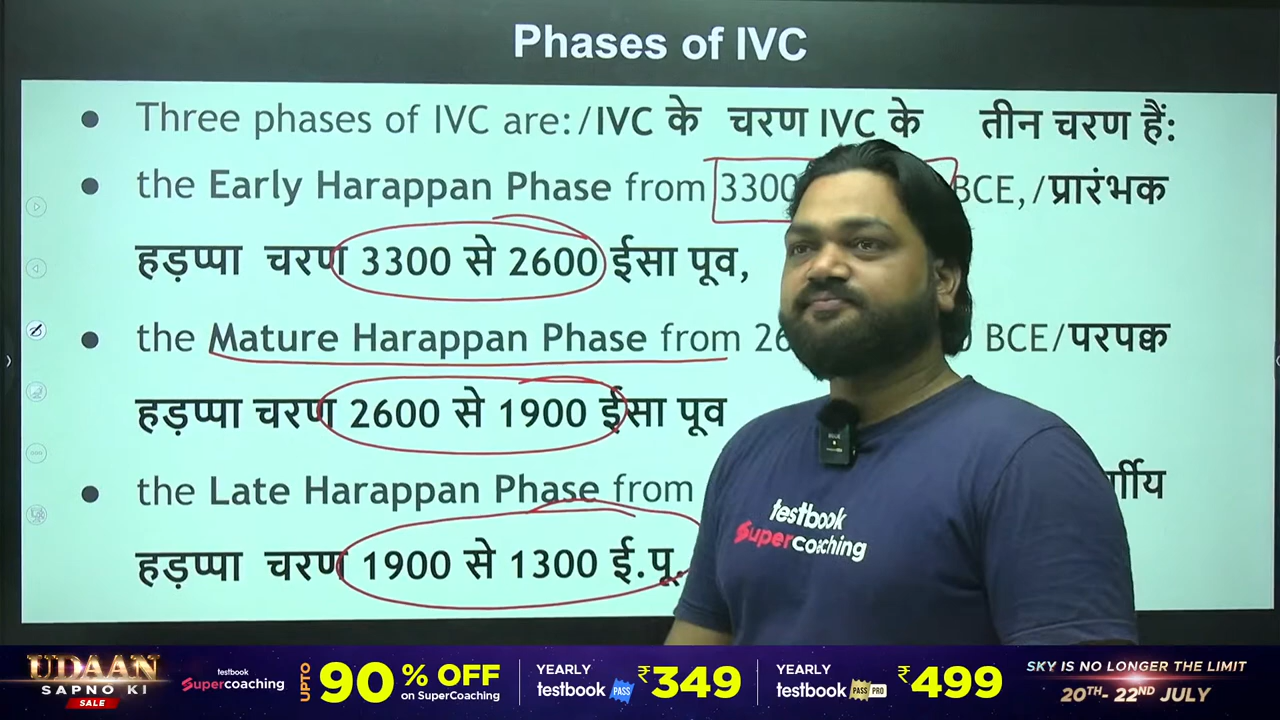 Phases of IVC
• Three phases of IVC are:/IVC के चरण IVC के तीन चरण हैं:
• the Early Harappan Phase from 3300 BCE,/प्रारंभक
हड़प्पा चरण 3300 से 2600 ईसा पूव,
• the Mature Harappan Phase from BCE/परपक्व
हड़प्पा चरण 2600 से 1900 ईसा पूव
• the Late Harappan Phase from
हड़प्पा चरण 1900 से 1300 ई.पू.
testbook
Supercoaching
UDAAN
SAPNO KI
SALE
testbook
Supercoaching
UPTO 90% OFF
on SuperCoaching
YEARLY
testbook PASS
₹349
YEARLY
testbook PASS PRO
₹499
SKY IS NO LONGER THE LIMIT
20TH- 22ND JULY